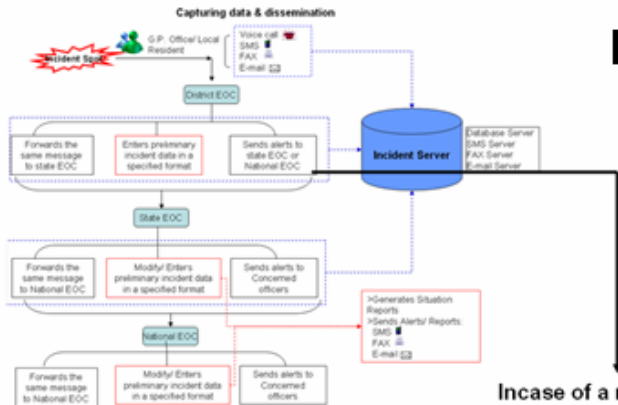 Capturing data & dissemination
Incident Spot
G.P. Office/ Local
Resident
Voice call
SMS
FAX
E-mail
District EOC
Forwards the
same message
to state EOC
Enters preliminary
incident data in a
specified format
Sends alerts to
state EOC or
National EOC
Incident Server
Database Server
SMS Server
FAX Server
E-mail Server
State EOC
Forwards the
same message
to National EOC
Modify/ Enters
preliminary incident data
in a specified format
Sends alerts to
Concerned
officers
>Generates Situation
Reports
>Sends Alerts/ Reports:
SMS
FAX
E-mail
National EOC
Forwards the
same message
to National EOC
Modify/ Enters
preliminary incident data
in a specified format
Sends alerts to
Concerned
officers
Incase of a